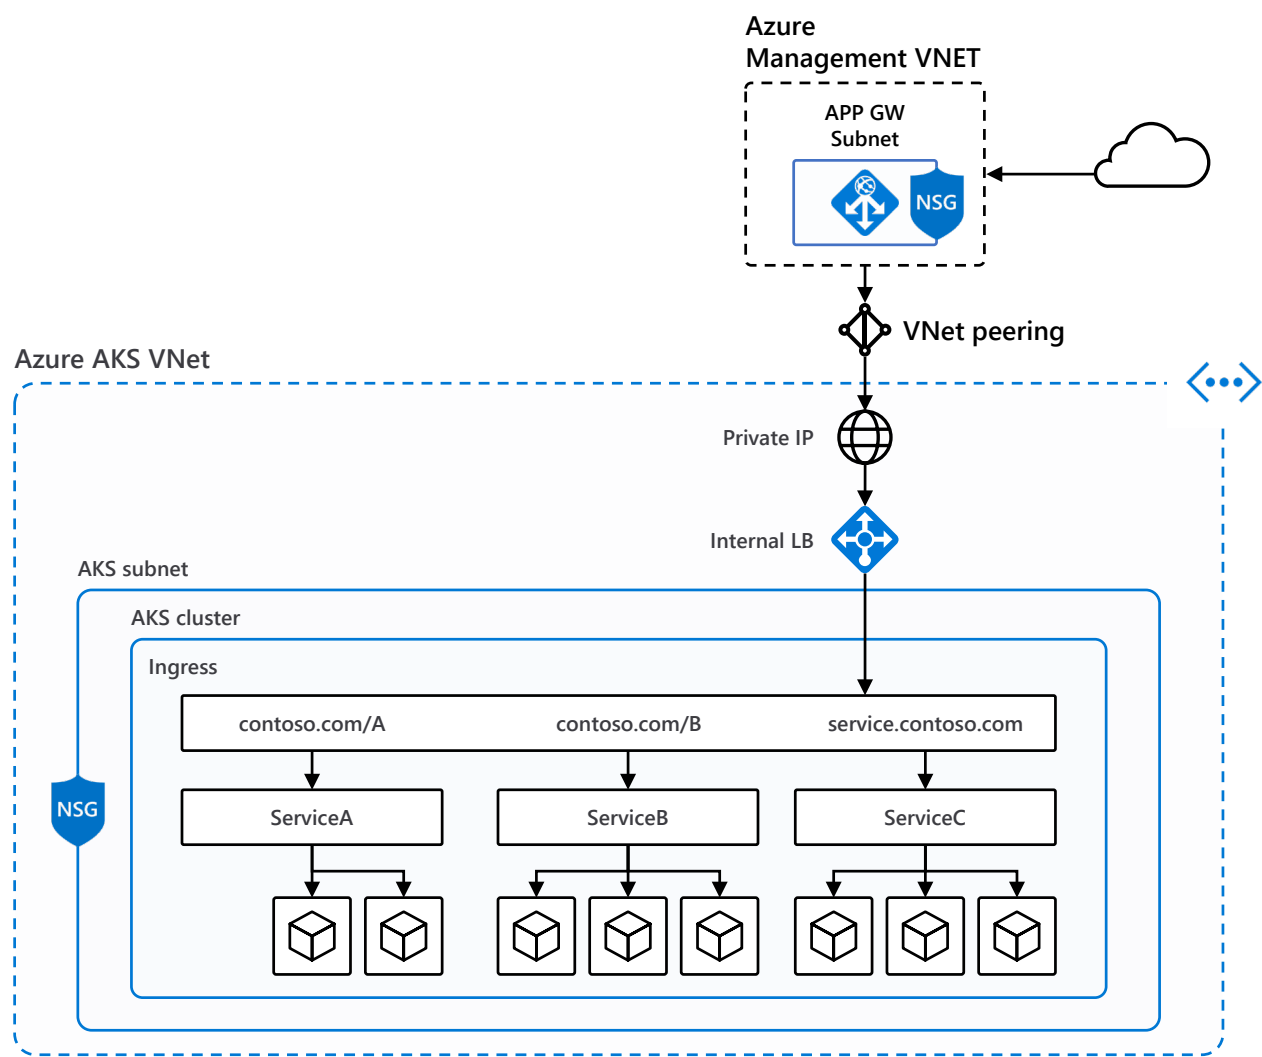 Azure
Management VNET
APP GW
Subnet
NSG
VNet peering
Azure AKS VNet
Private IP
Internal LB
AKS subnet
AKS cluster
Ingress
contoso.com/A
contoso.com/B
service.contoso.com
NSG
ServiceA
ServiceB
ServiceC